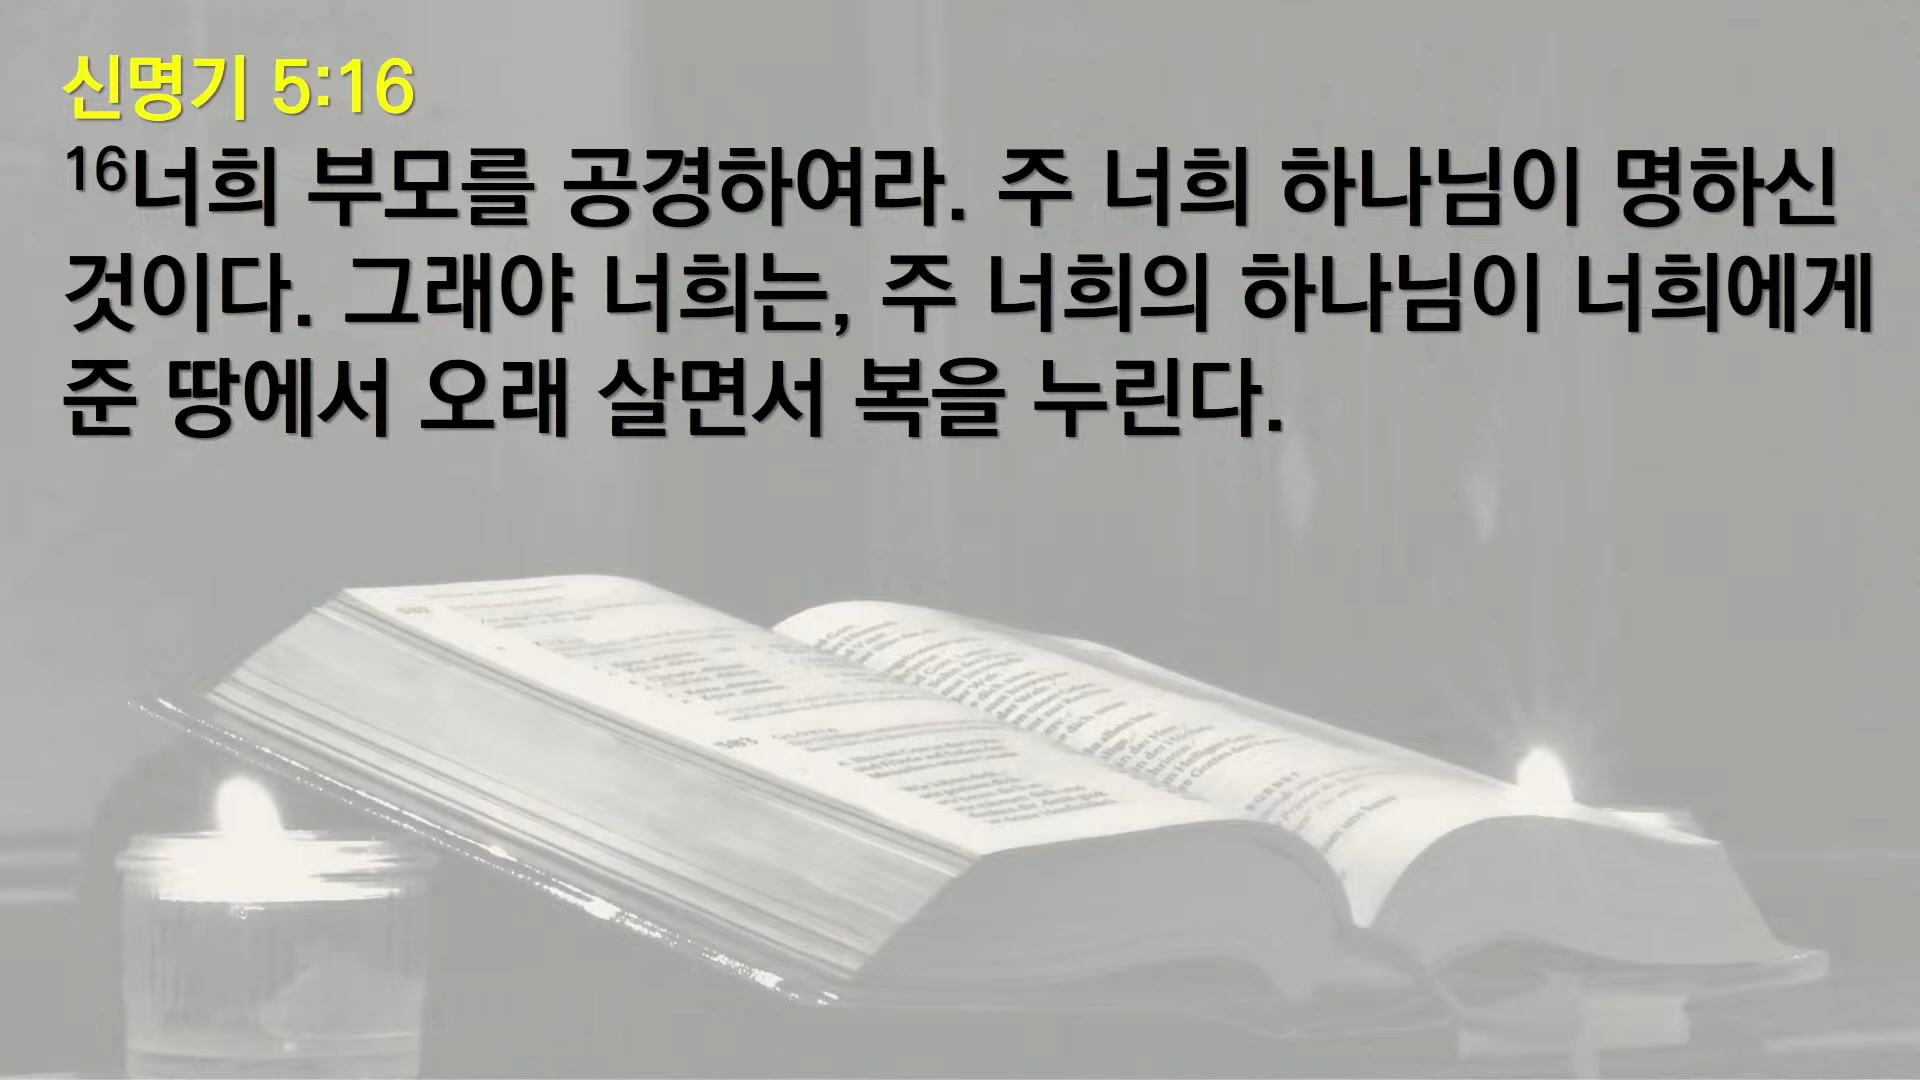 신명기 5:16
16너희 부모를 공경하여라. 주 너희 하나님이 명하신
것이다. 그래야 너희는, 주 너희의 하나님이 너희에게
준 땅에서 오래 살면서 복을 누린다.